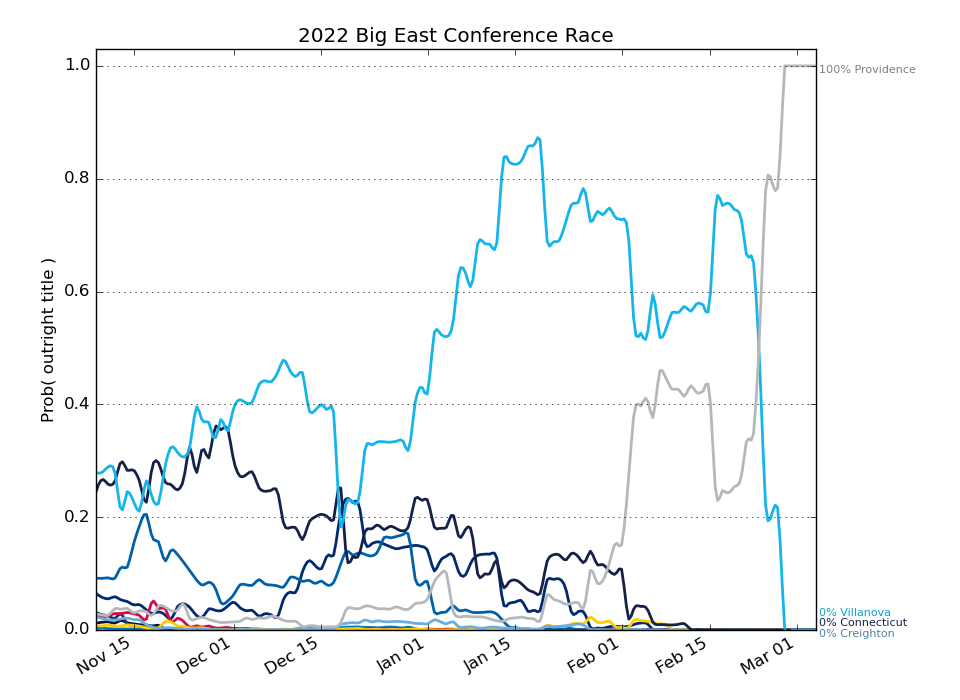 2022 Big East Conference Race
Prob( outright title )
1.0
0.8
0.6
0.4
0.2
0.0
100% Providence
0% Villanova
0% Connecticut
0% Creighton
Nov 15
Dec 01
Dec 15
Jan 01
Jan 15
Feb 01
Feb 15
Mar 01